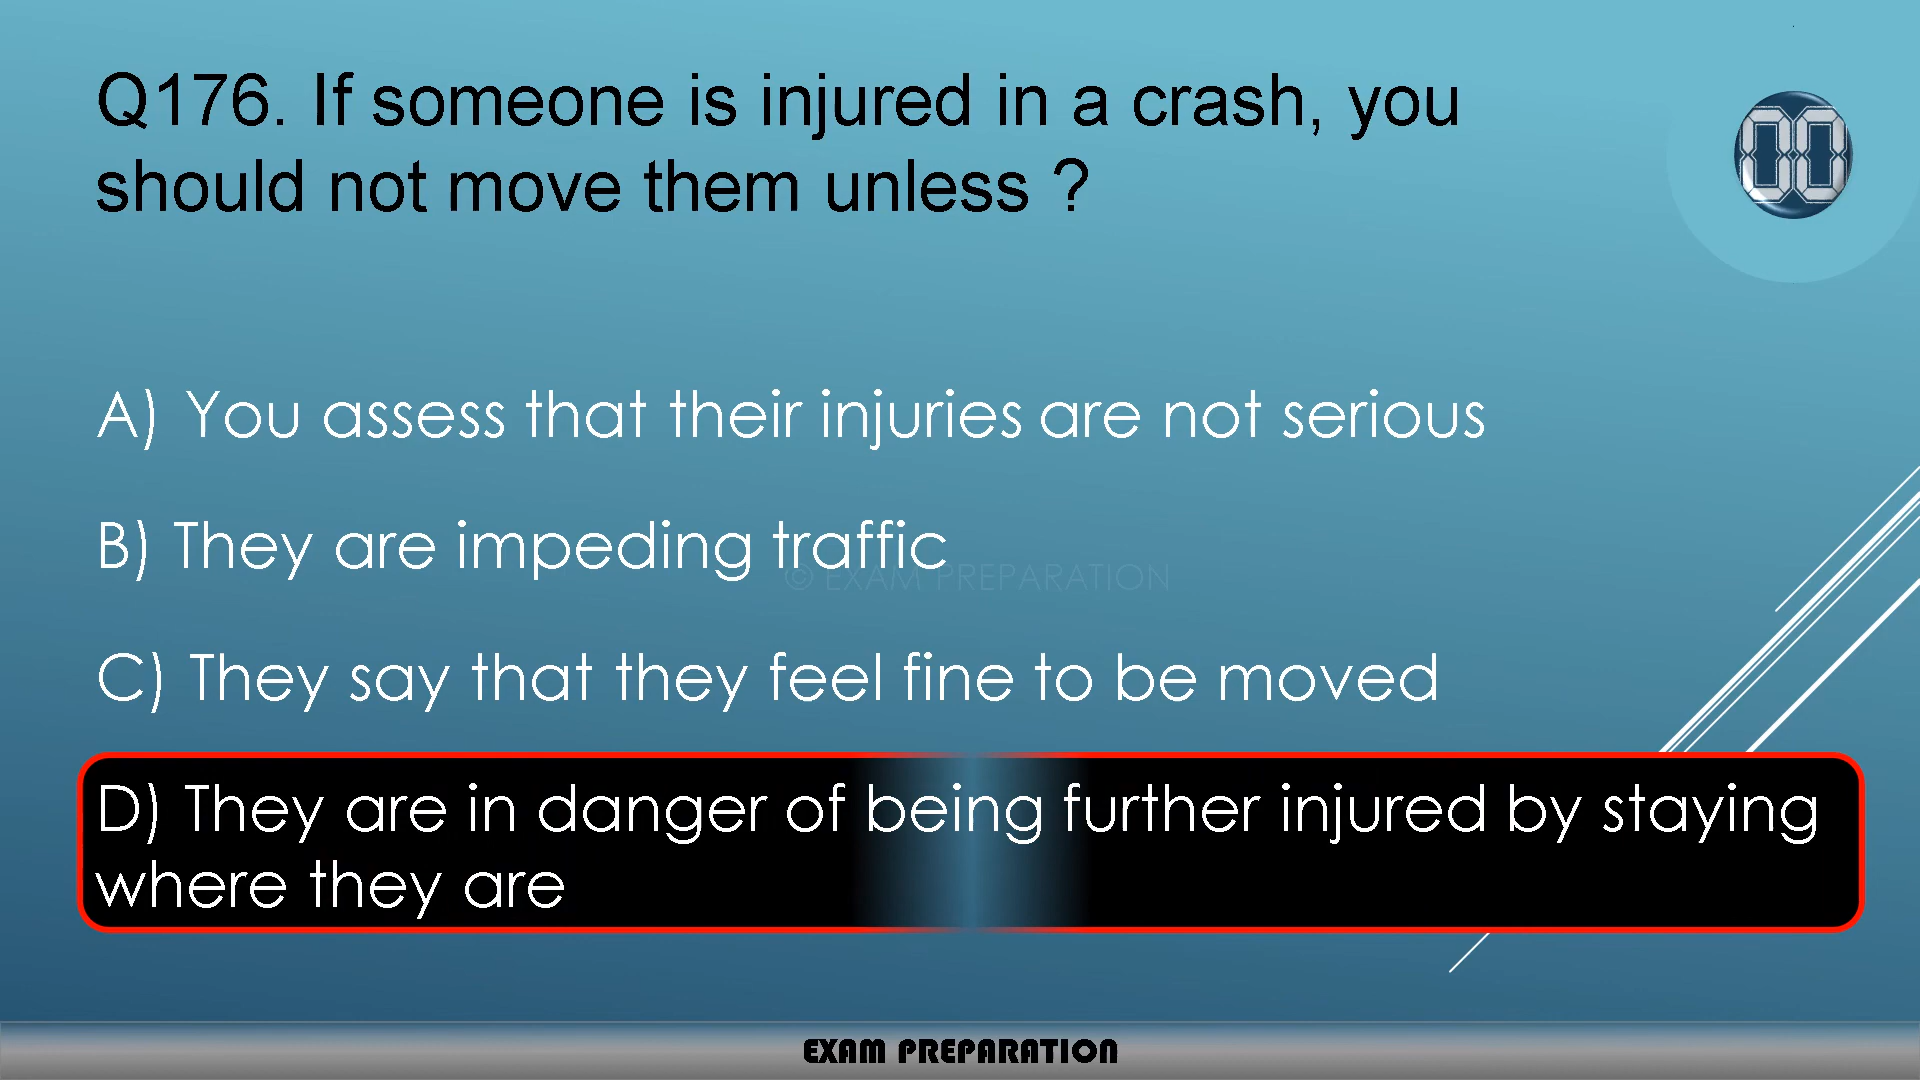 Q176. If someone is injured in a crash, you
should not move them unless ?
00
A) You assess that their injuries are not serious
B) They are impeding traffic
© EXAM PREPARATION
C) They say that they feel fine to be moved
D) They are in danger of being further injured by staying
where they are
EXAM PREPARATION